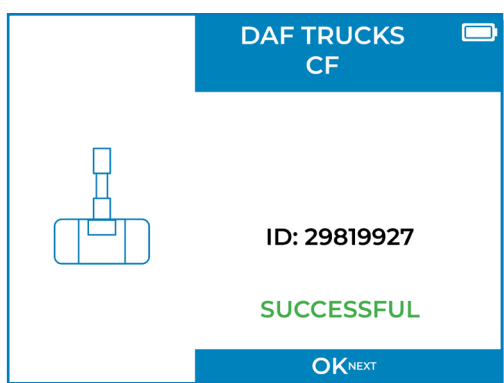 DAF TRUCKS
CF
ID: 29819927
SUCCESSFUL
OK NEXT